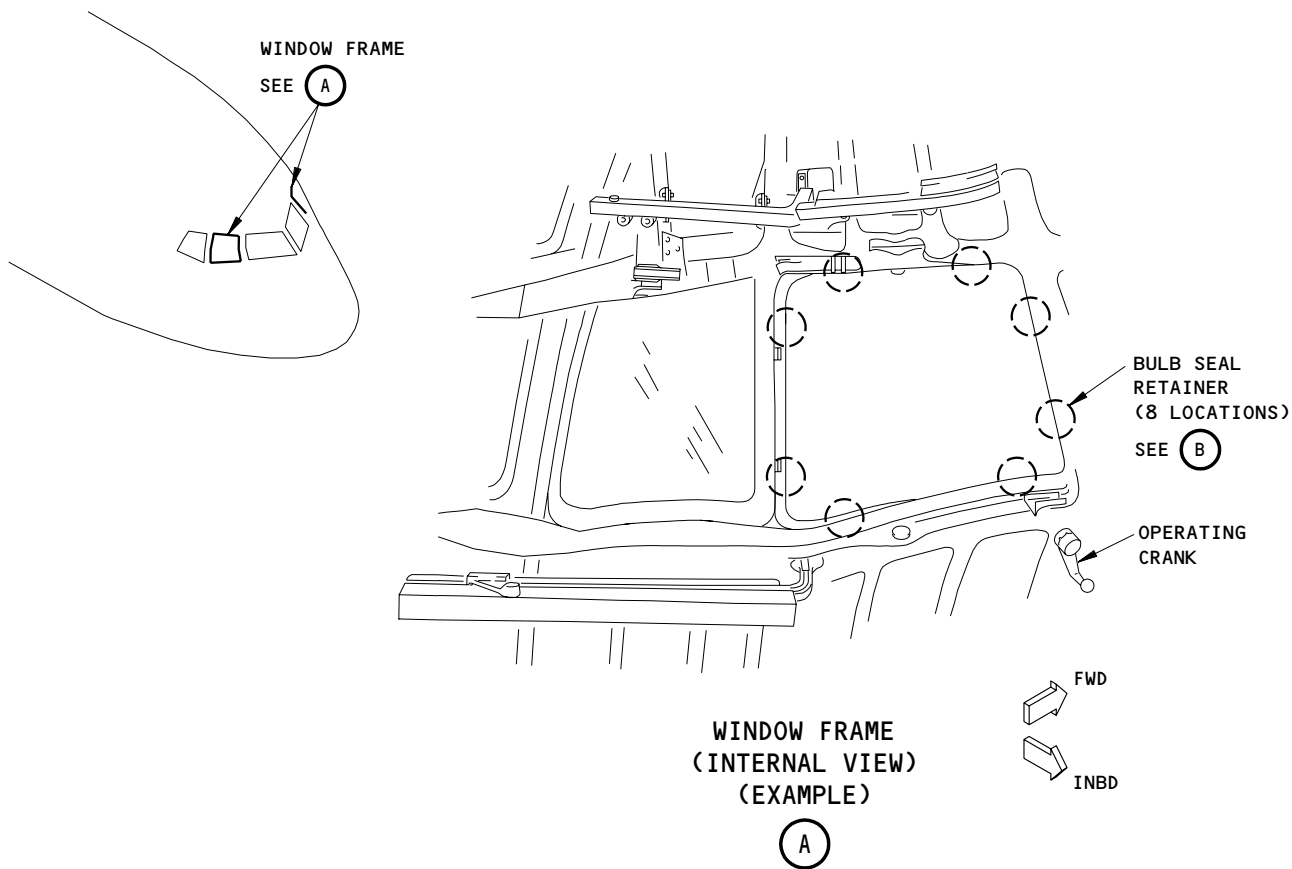 WINDOW FRAME
SEE A
BULB SEAL
RETAINER
(8 LOCATIONS)
SEE B
OPERATING
CRANK
FWD
INBD
WINDOW FRAME
(INTERNAL VIEW)
(EXAMPLE)
A